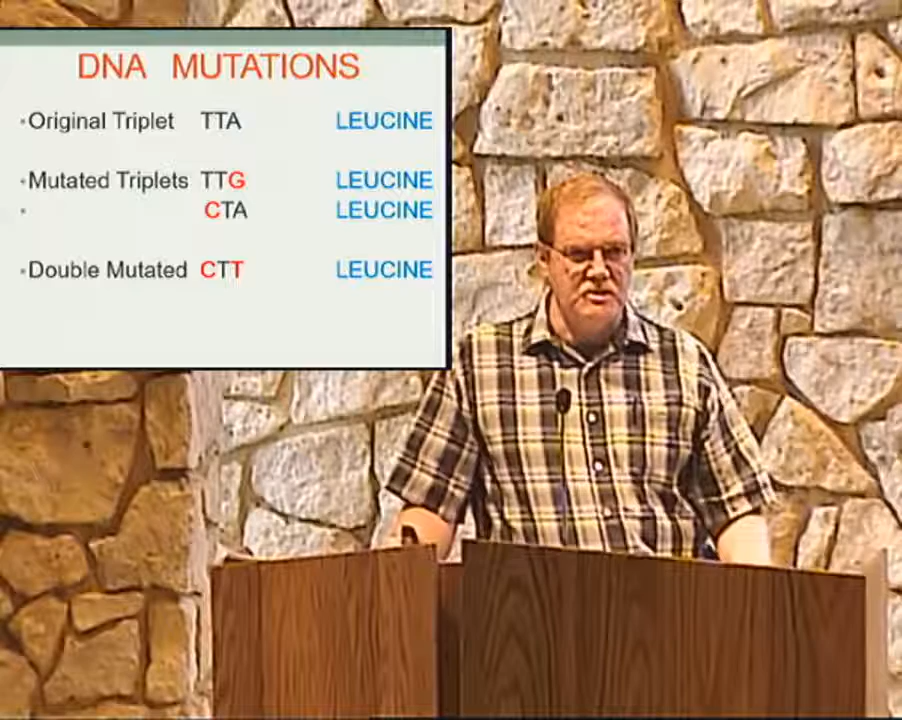 DNA MUTATIONS
•Original Triplet TTA LEUCINE
•Mutated Triplets TTG LEUCINE
• CTA LEUCINE
•Double Mutated CTT LEUCINE